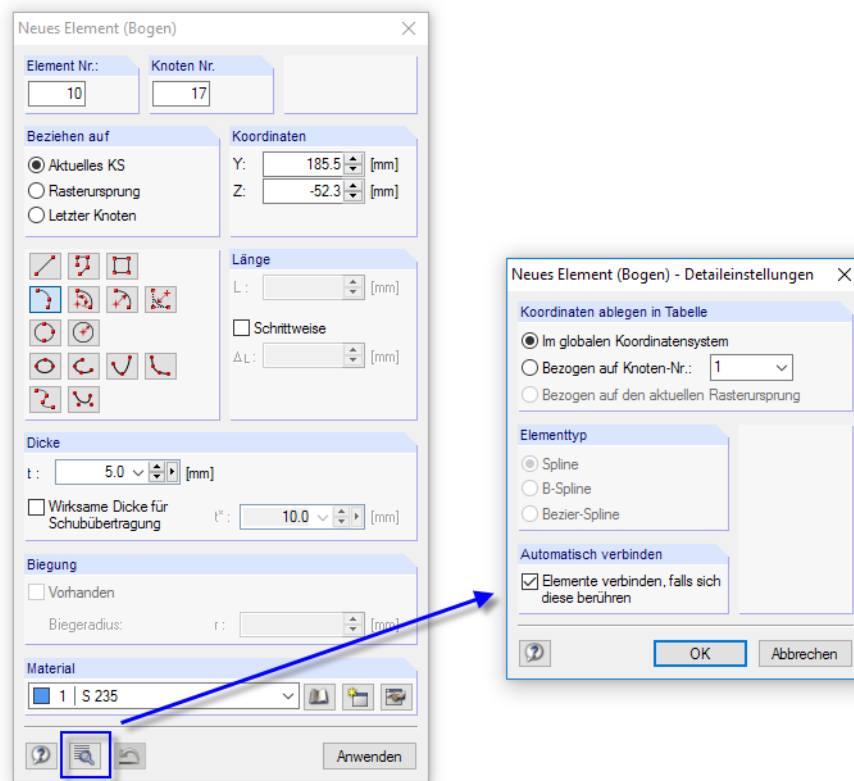 Neues Element (Bogen)
Element Nr.: Knoten Nr.
10 17
Beziehen auf Koordinaten
Aktuelles KS Y: 185.5 [mm]
Rasterursprung Z: -52.3 [mm]
Letzter Knoten
Länge
L : [mm]
Schrittweise
ΔL: [mm]
Dicke
t : 5.0 [mm]
Wirksame Dicke für
Schubübertragung t* : 10.0 [mm]
Biegung
Vorhanden
Biegeradius: r : [mm]
Material
1 S 235
Anwenden
Neues Element (Bogen) - Detaileinstellungen
Koordinaten ablegen in Tabelle
Im globalen Koordinatensystem
Bezogen auf Knoten-Nr.: 1
Bezogen auf den aktuellen Rasterursprung
Elementtyp
Spline
B-Spline
Bezier-Spline
Automatisch verbinden
Elemente verbinden, falls sich
diese berühren
OK Abbrechen